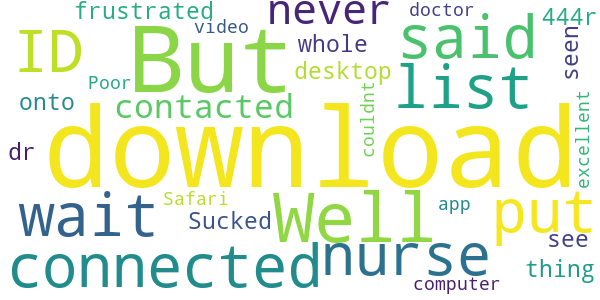 frustrated never doctor 444r
video
ID But whole said seen
Poor desktop list
onto contacted couldnt excellent
dr download
wait Safari Well app put
Sucked see
connected nurse thing
computer